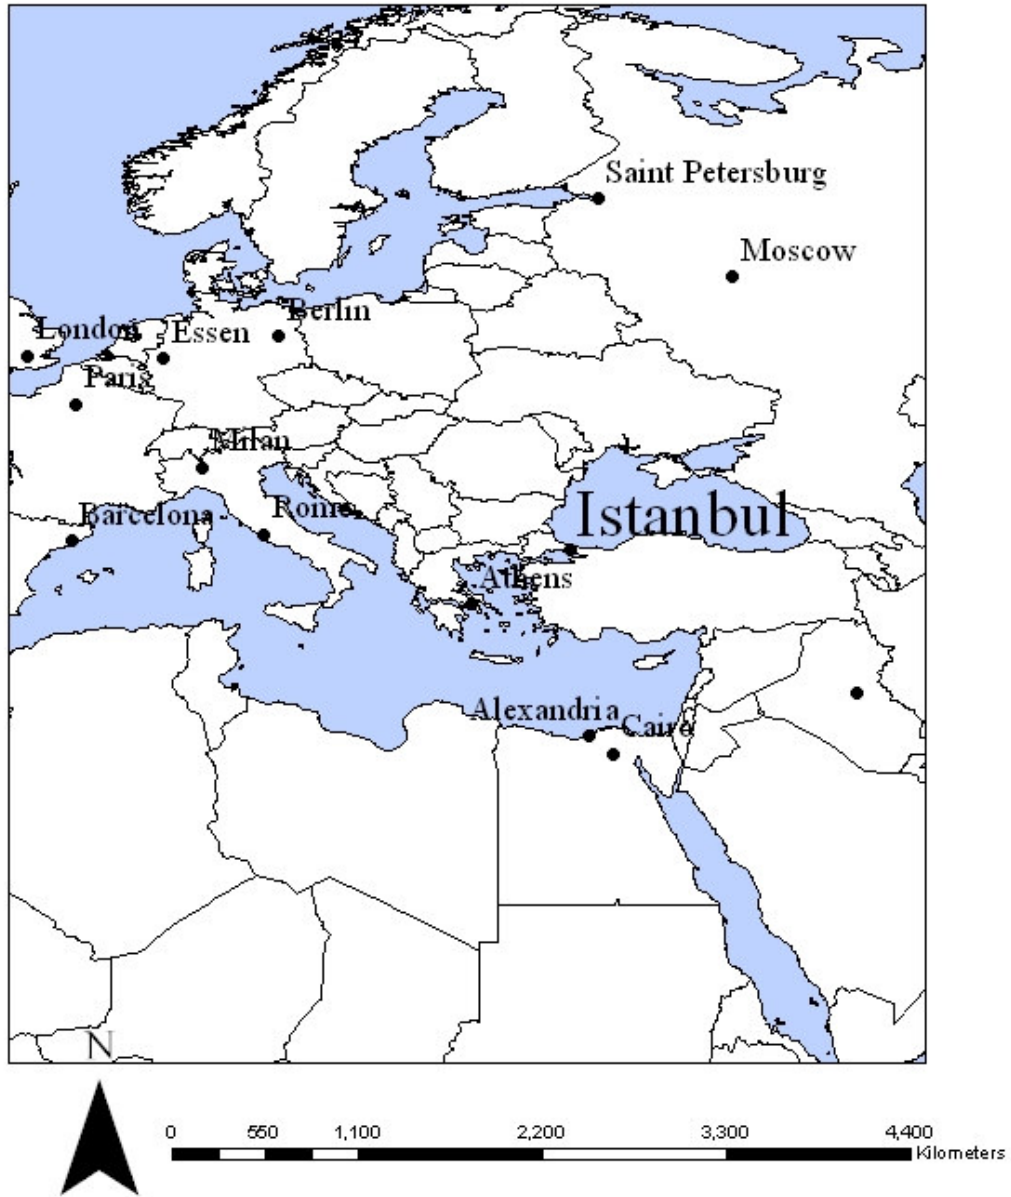 Saint Petersburg
Moscow
Berlin
London
Essen
Paris
Milan
Barcelona
Rome
Istanbul
Athens
Alexandria
Cairo
N
0 550 1,100 2,200 3,300 4,400
Kilometers